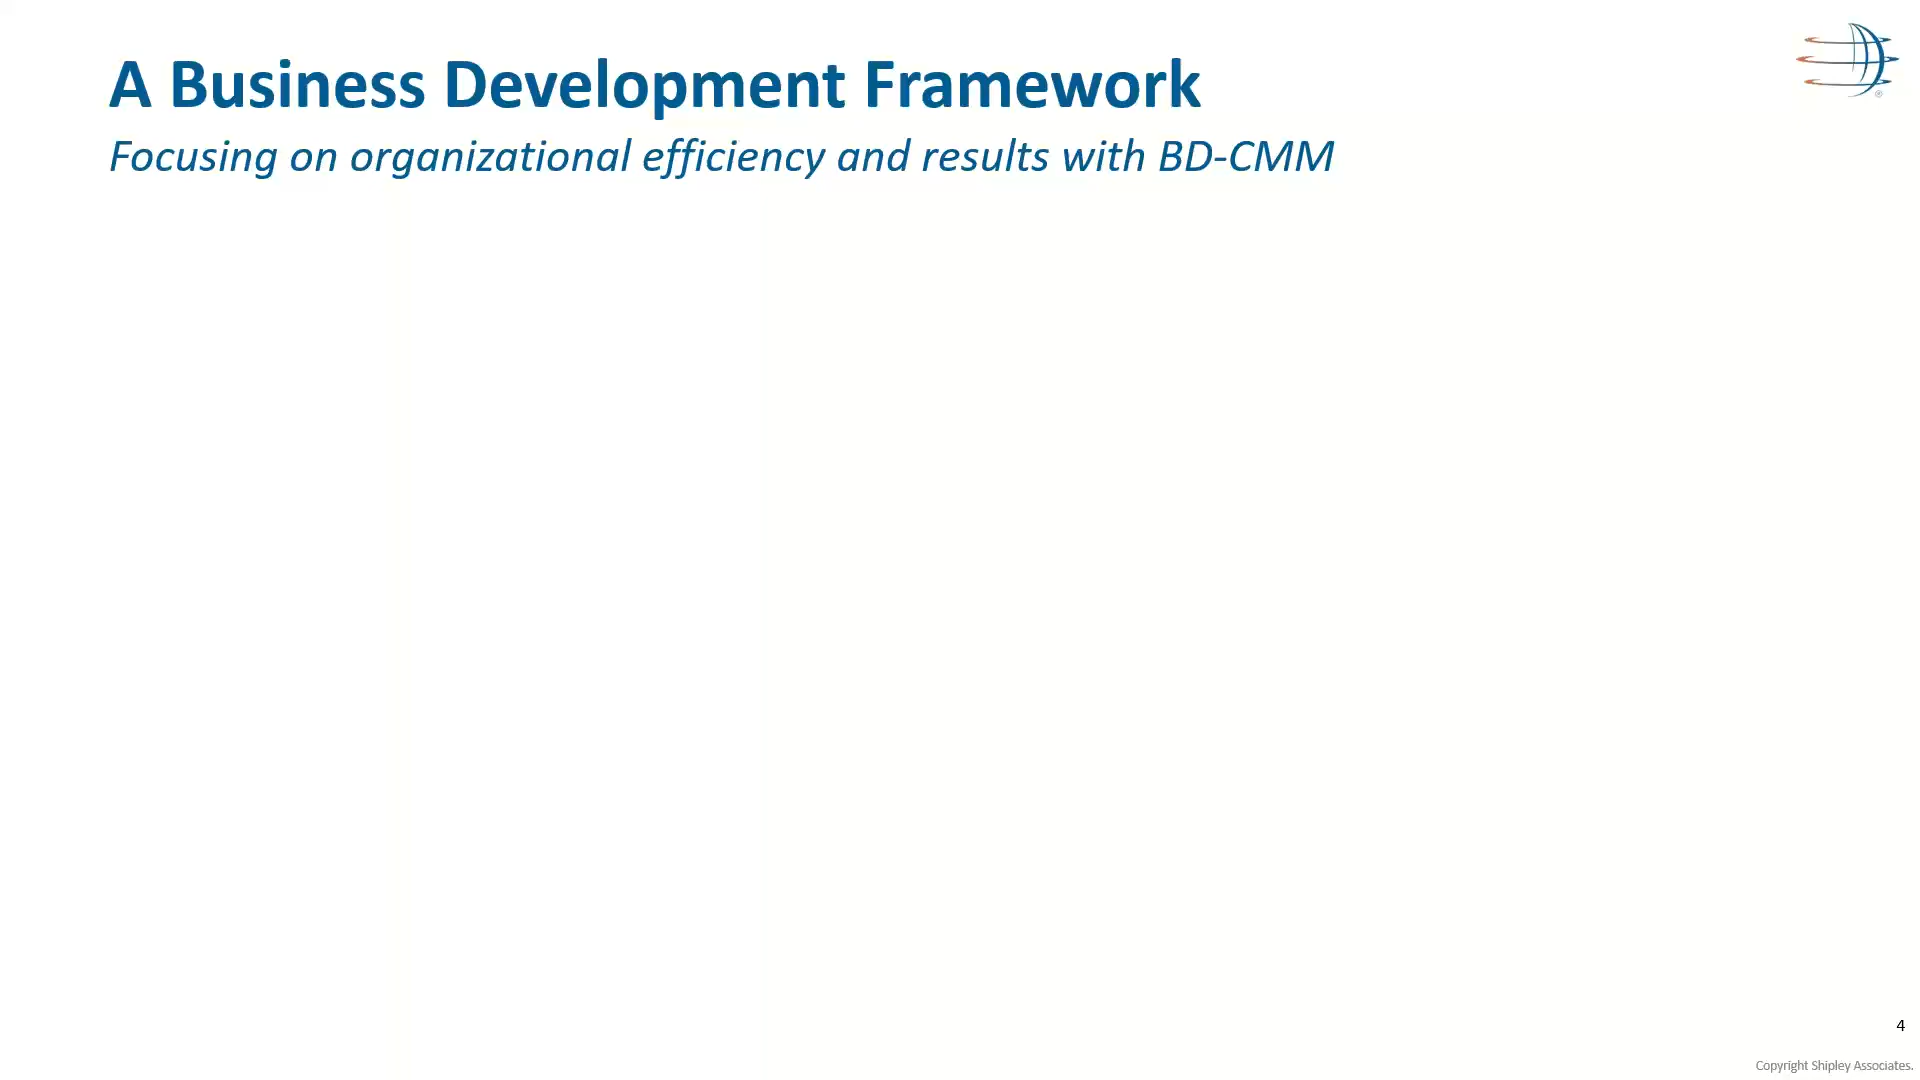 A Business Development Framework
Focusing on organizational efficiency and results with BD-CMM
®
4
Copyright Shipley Associates.